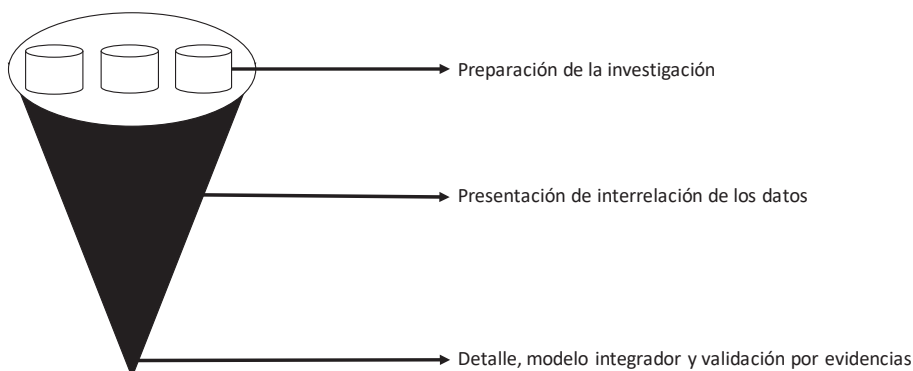 Preparación de la investigación
Presentación de interrelación de los datos
Detalle, modelo integrador y validación por evidencias